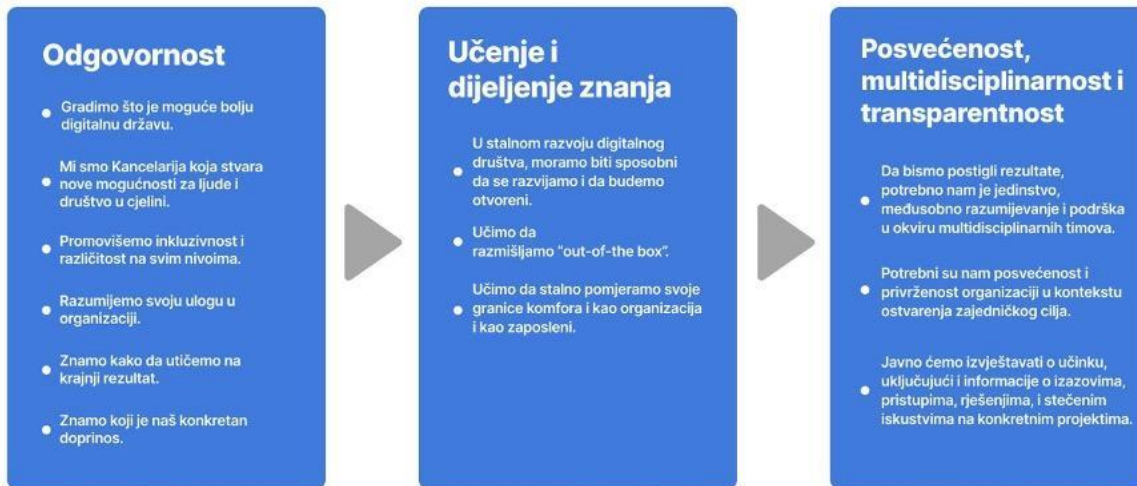 Odgovornost
Gradimo što je moguće bolju
digitalnu državu.
Mi smo Kancelarija koja stvara
nove mogućnosti za ljude i
društvo u cjelini.
Promovišemo inkluzivnost i
različitost na svim nivoima.
Razumijemo svoju ulogu u
organizaciji.
Znamo kako da utičemo na
krajnji rezultat.
Znamo koji je naš konkretan
doprinos.
Učenje i
dijeljenje znanja
U stalnom razvoju digitalnog
društva, moramo biti sposobni
da se razvijamo i da budemo
otvoreni.
Učimo da
razmišljamo “out-of-the box”.
Učimo da stalno pomjeramo svoje
granice komfora i kao organizacija
i kao zaposleni.
Posvećenost,
multidisciplinarnost i
transparentnost
Da bismo postigli rezultate,
potrebno nam je jedinstvo,
međusobno razumijevanje i podrška
u okviru multidisciplinarnih timova.
Potrebni su nam posvećenost i
privrženost organizaciji u kontekstu
ostvarenja zajedničkog cilja.
Javno ćemo izvještavati o učinku,
uključujući i informacije o izazovima,
pristupima, rješenjima, i stečenim
iskustvima na konkretnim projektima.